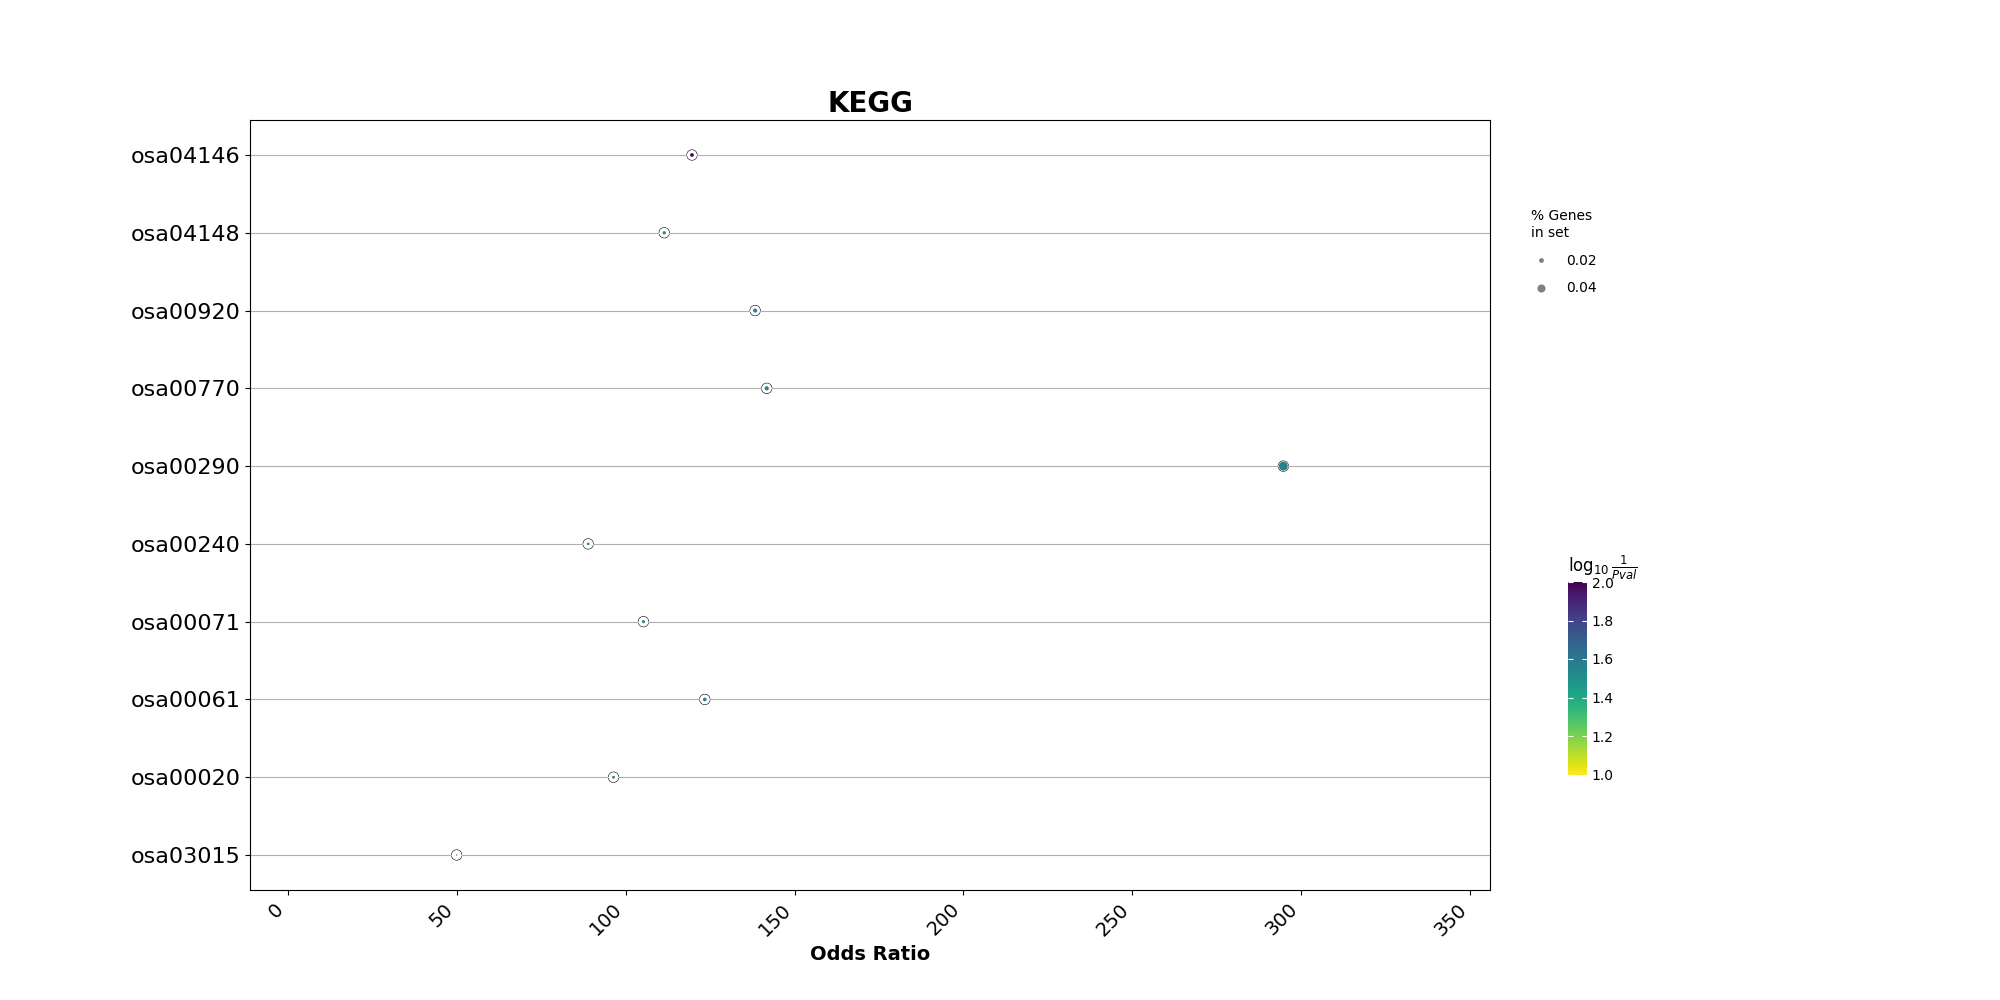 KEGG
osa04146
osa04148
osa00920
osa00770
osa00290
osa00240
osa00071
osa00061
osa00020
osa03015
0
50
100
150
200
250
300
350
Odds Ratio
% Genes
in set
0.02
0.04
log₁₀ 1/Pval
2.0
1.8
1.6
1.4
1.2
1.0